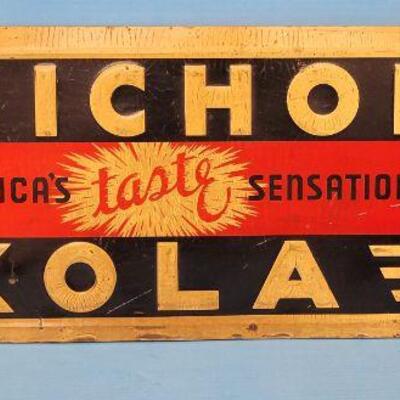 ICHOL
ICA'S taste SENSATION
KOLA